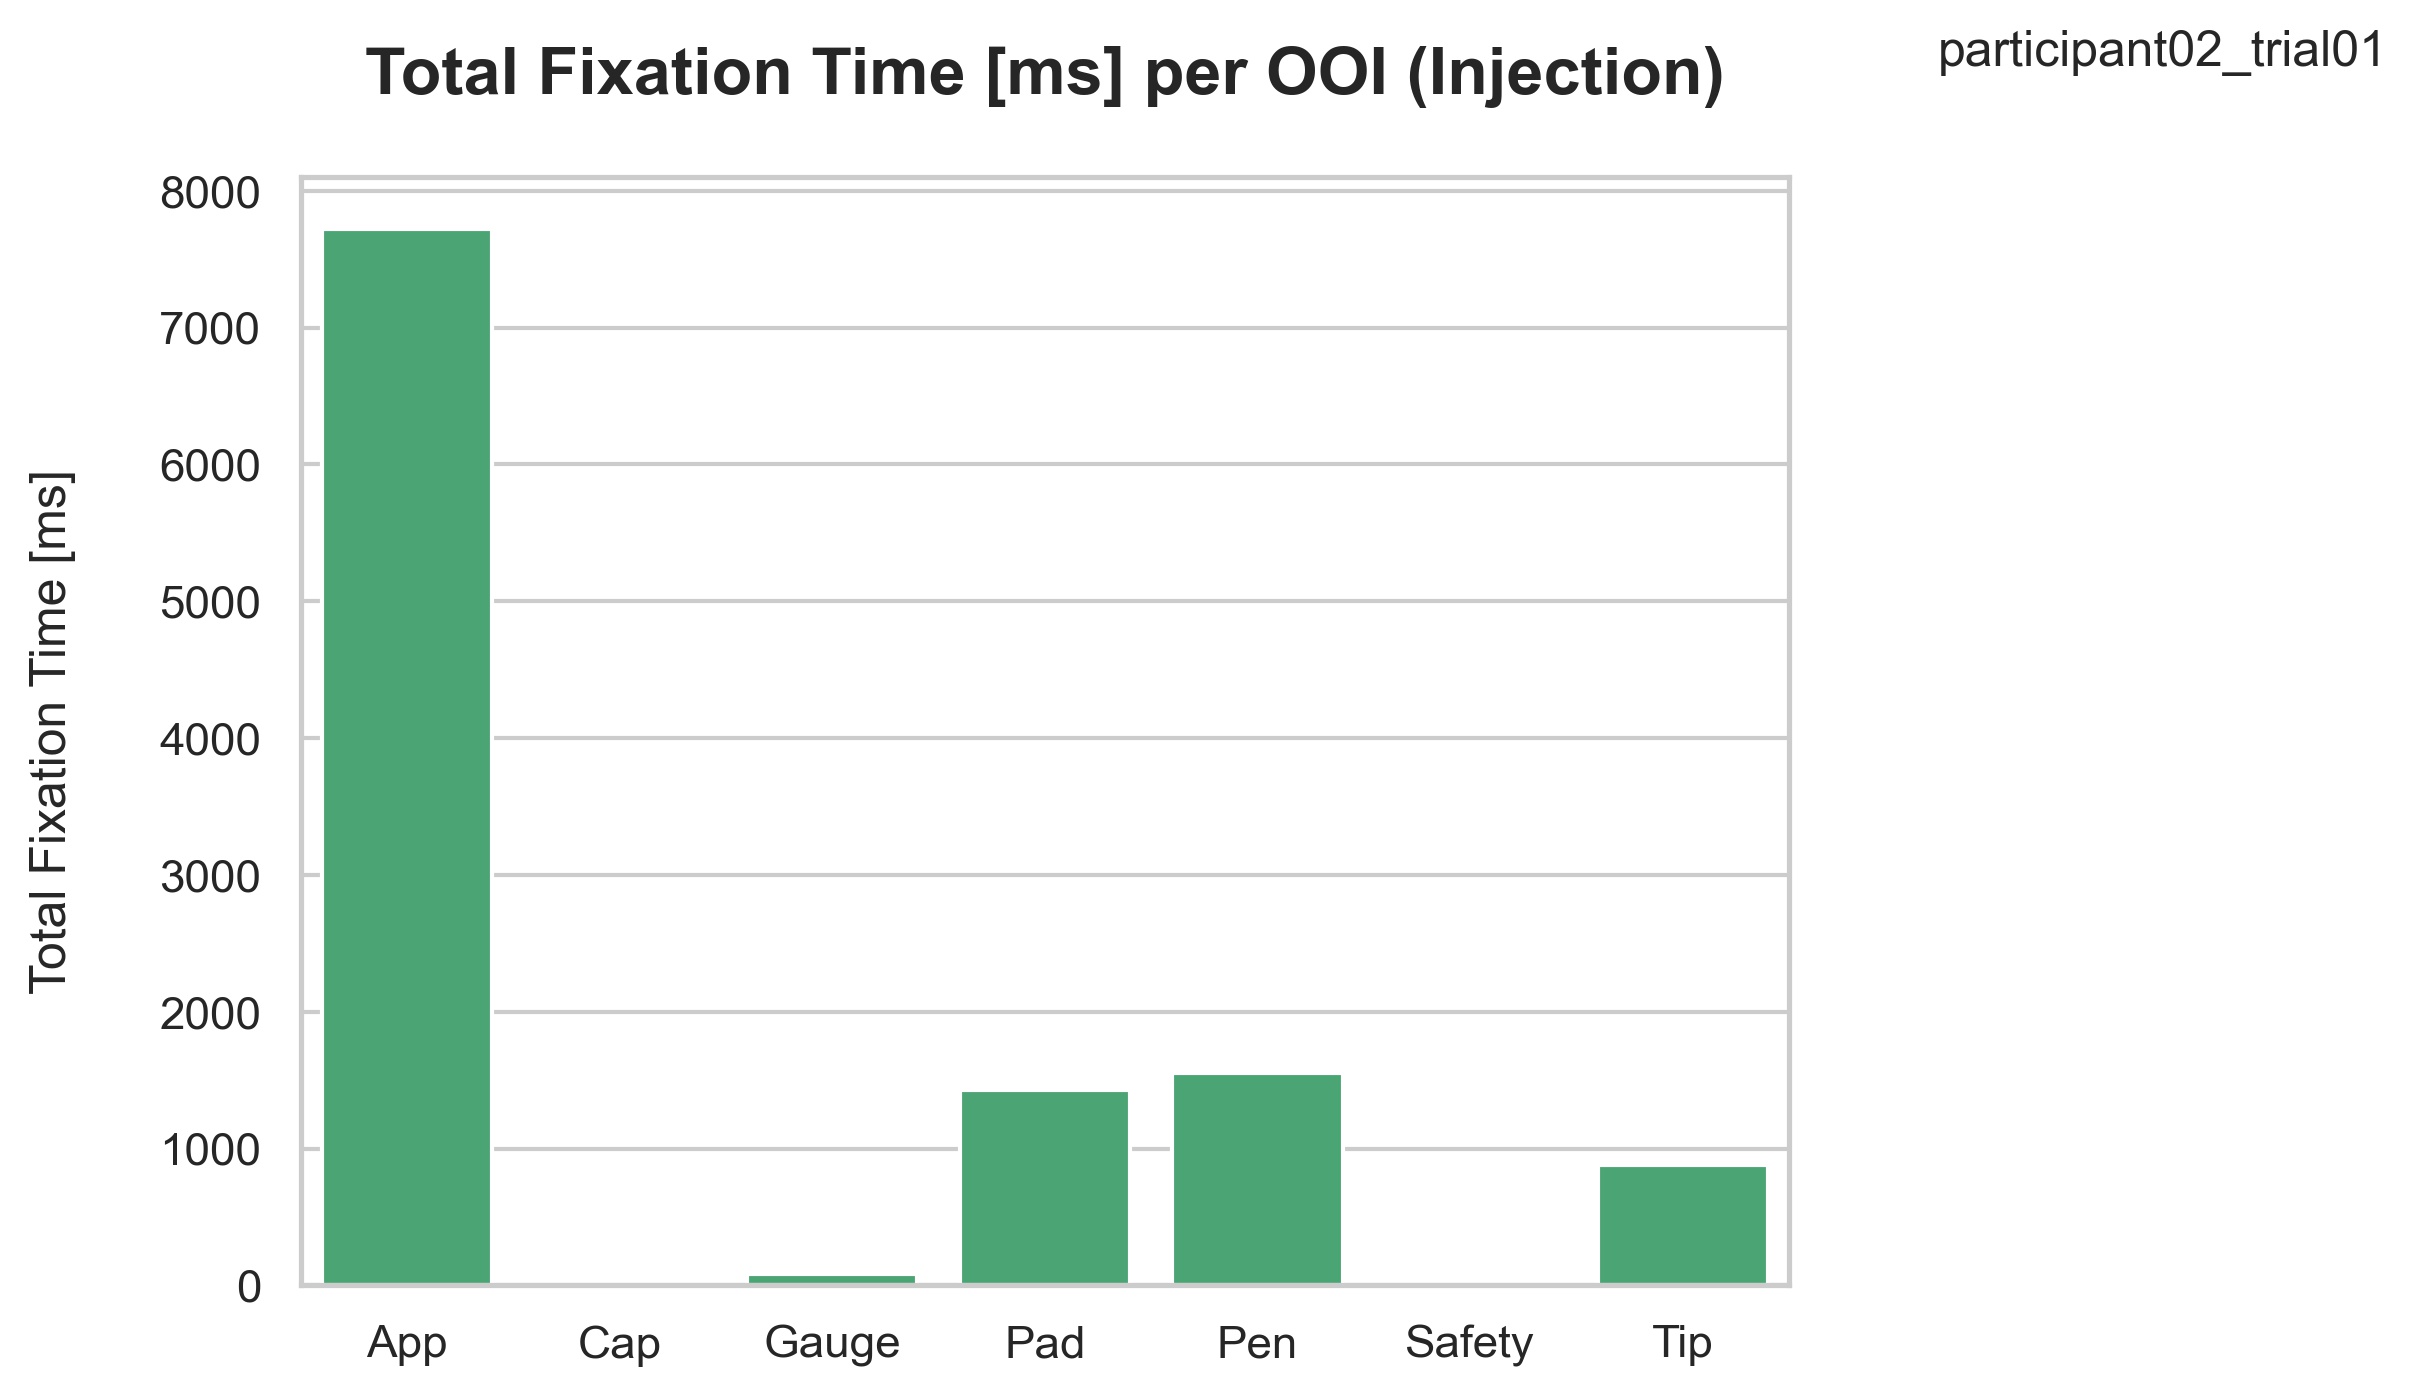 participant02_trial01
Total Fixation Time [ms] per OOI (Injection)
Total Fixation Time [ms]
8000
7000
6000
5000
4000
3000
2000
1000
0
App Cap Gauge Pad Pen Safety Tip